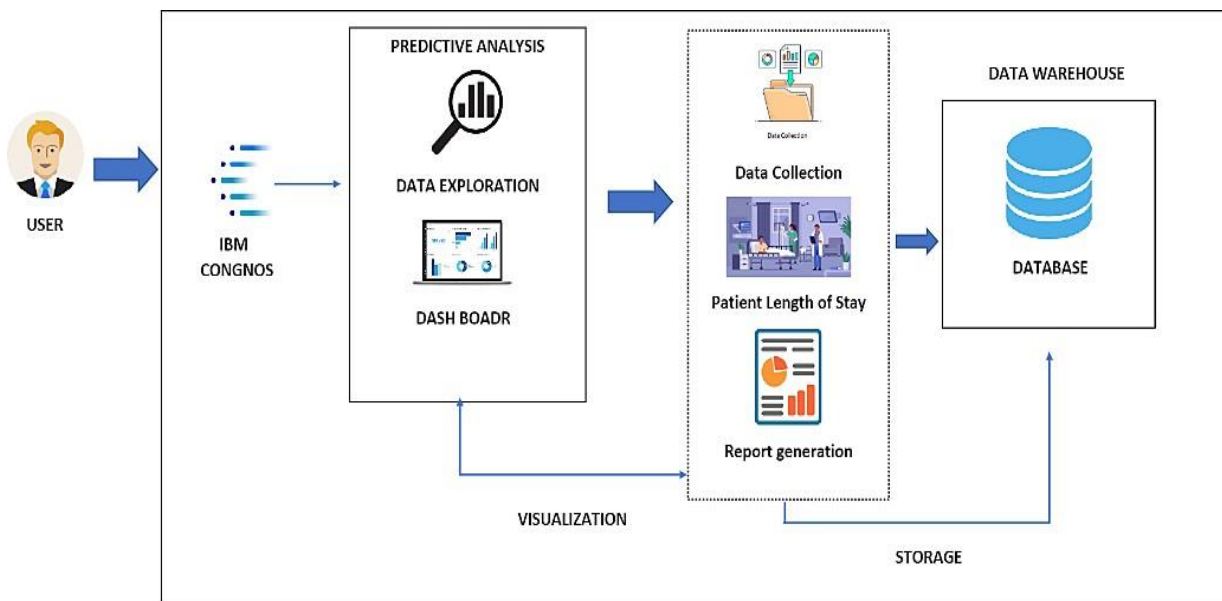 USER
IBM
CONGNOS
PREDICTIVE ANALYSIS
DATA EXPLORATION
DASH BOADR
Data Collection
Data Collection
Patient Length of Stay
Report generation
DATA WAREHOUSE
DATABASE
VISUALIZATION
STORAGE